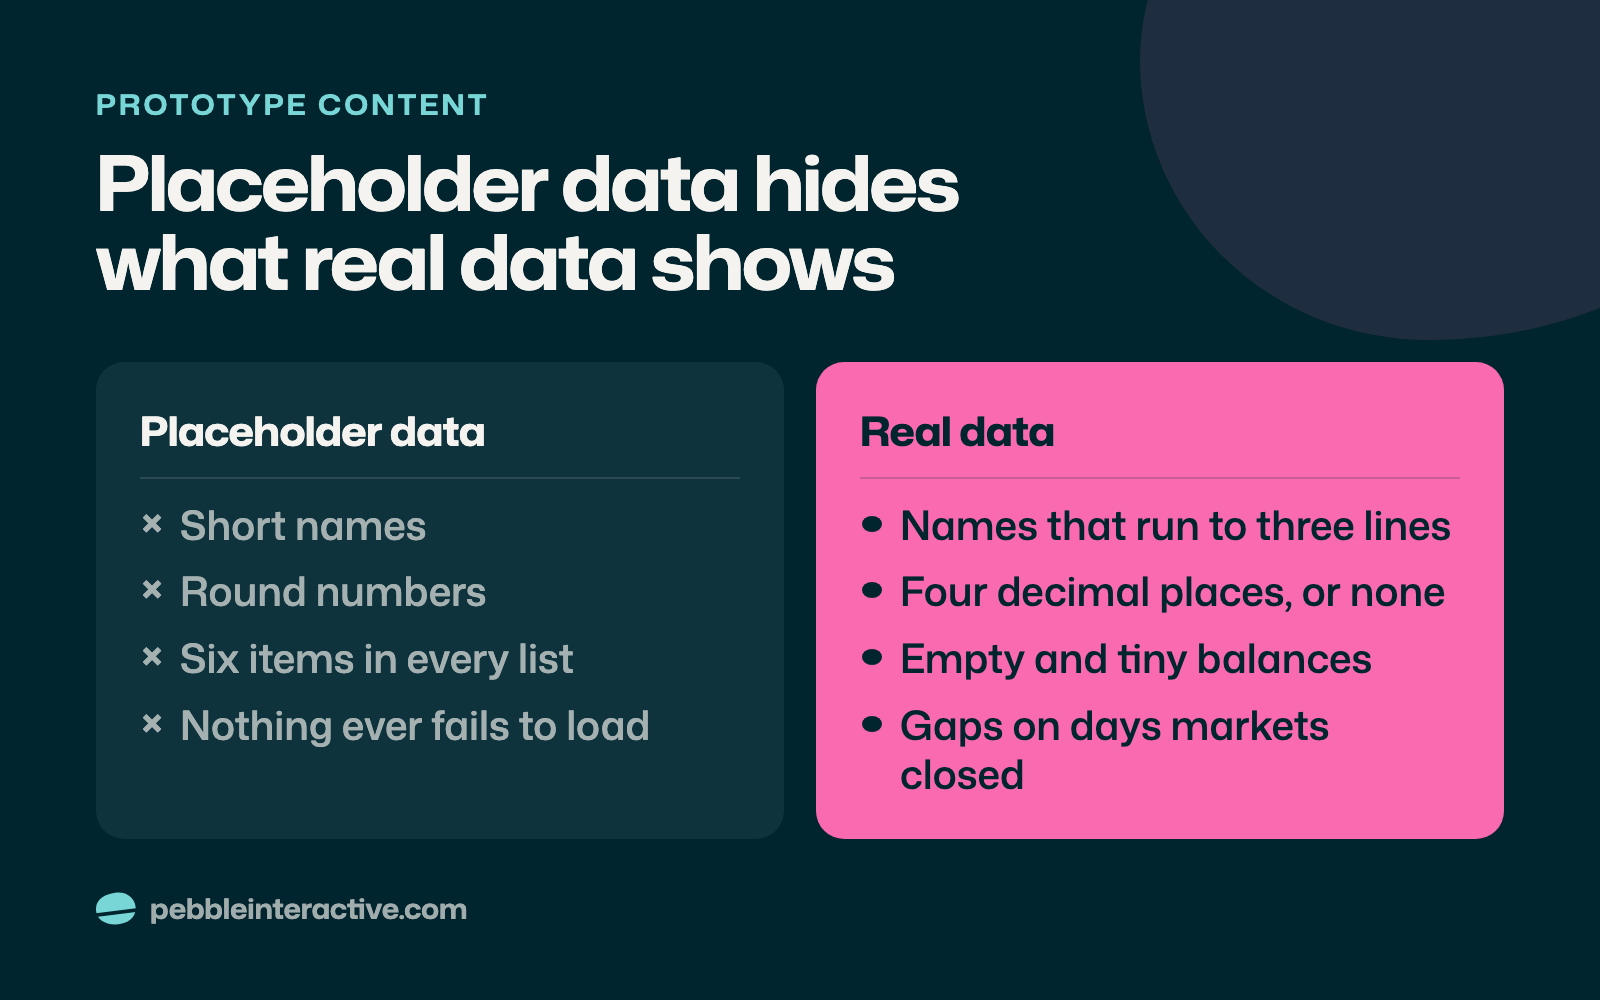 PROTOTYPE CONTENT
Placeholder data hides
what real data shows
Placeholder data
× Short names
× Round numbers
× Six items in every list
× Nothing ever fails to load
Real data
● Names that run to three lines
● Four decimal places, or none
● Empty and tiny balances
● Gaps on days markets
closed
pebbleinteractive.com